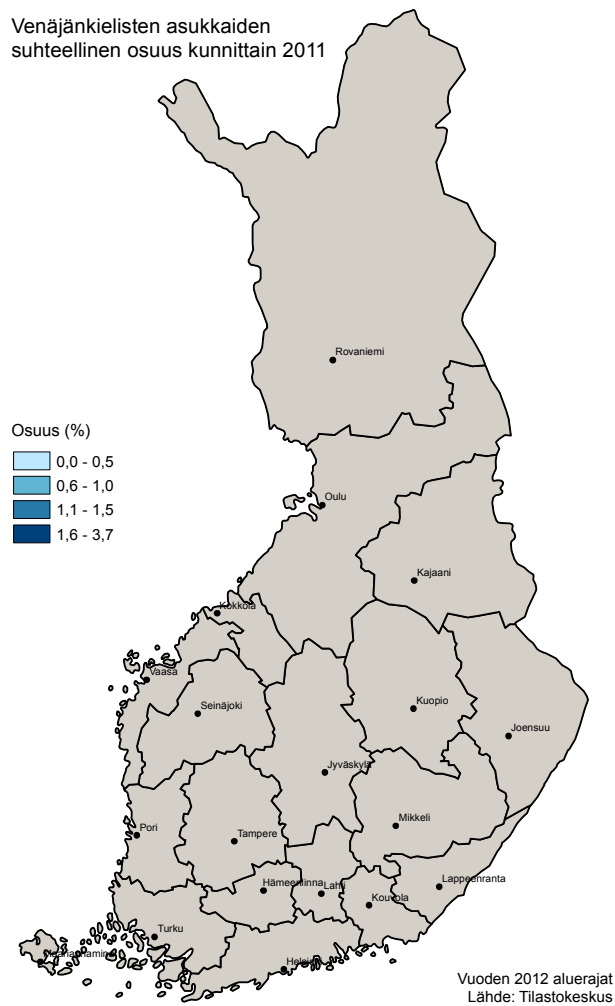 Venäjänkielisten asukkaiden
suhteellinen osuus kunnittain 2011
Rovaniemi
Osuus (%)
0,0 - 0,5
0,6 - 1,0
1,1 - 1,5
1,6 - 3,7
Oulu
Kajaani
Kokkola
Vaasa
Seinäjoki
Kuopio
Joensuu
Jyväskylä
Mikkeli
Pori
Tampere
Hämeenlinna
Lahti
Lappeenranta
Kouvola
Turku
Maarianhamina
Helsinki
Vuoden 2012 aluerajat
Lähde: Tilastokeskus